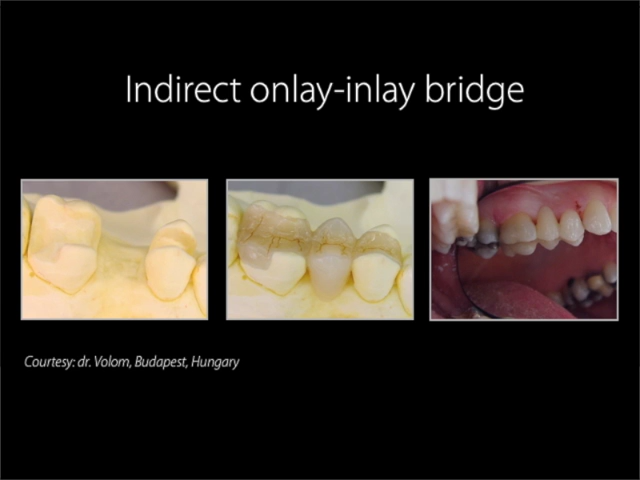 Indirect onlay-inlay bridge
Courtesy: dr. Volom, Budapest, Hungary